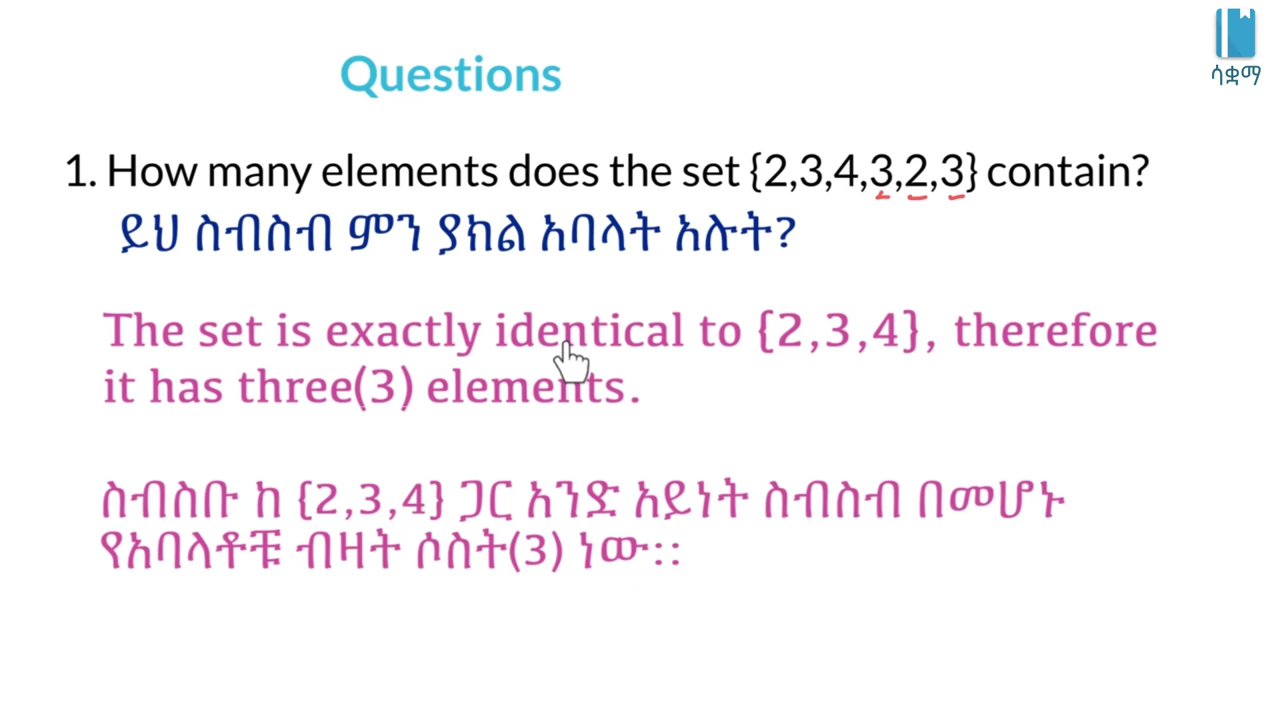 ሳቋማ
Questions
1. How many elements does the set {2,3,4,3,2,3} contain?
ይህ ስብስብ ምን ያክል አባላት አሉት?
The set is exactly identical to {2,3,4}, therefore
it has three(3) elements.
ስብስቡ ከ {2,3,4} ጋር አንድ አይነት ስብስብ በመሆኑ
የአባላቶቹ ብዛት ሶስት(3) ነው::